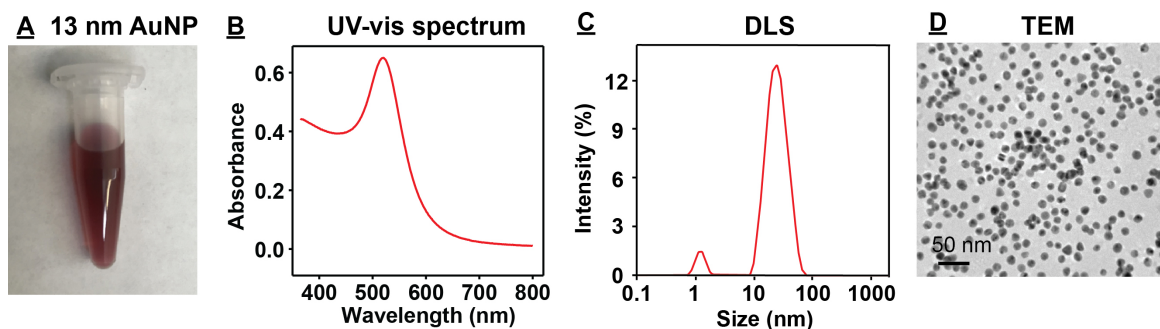 A 13 nm AuNP
B UV-vis spectrum
Absorbance
0.6
0.4
0.2
0.0
400 500 600 700 800
Wavelength (nm)
C DLS
Intensity (%)
12
9
6
3
0
0.1 1 10 100 1000
Size (nm)
D TEM
50 nm